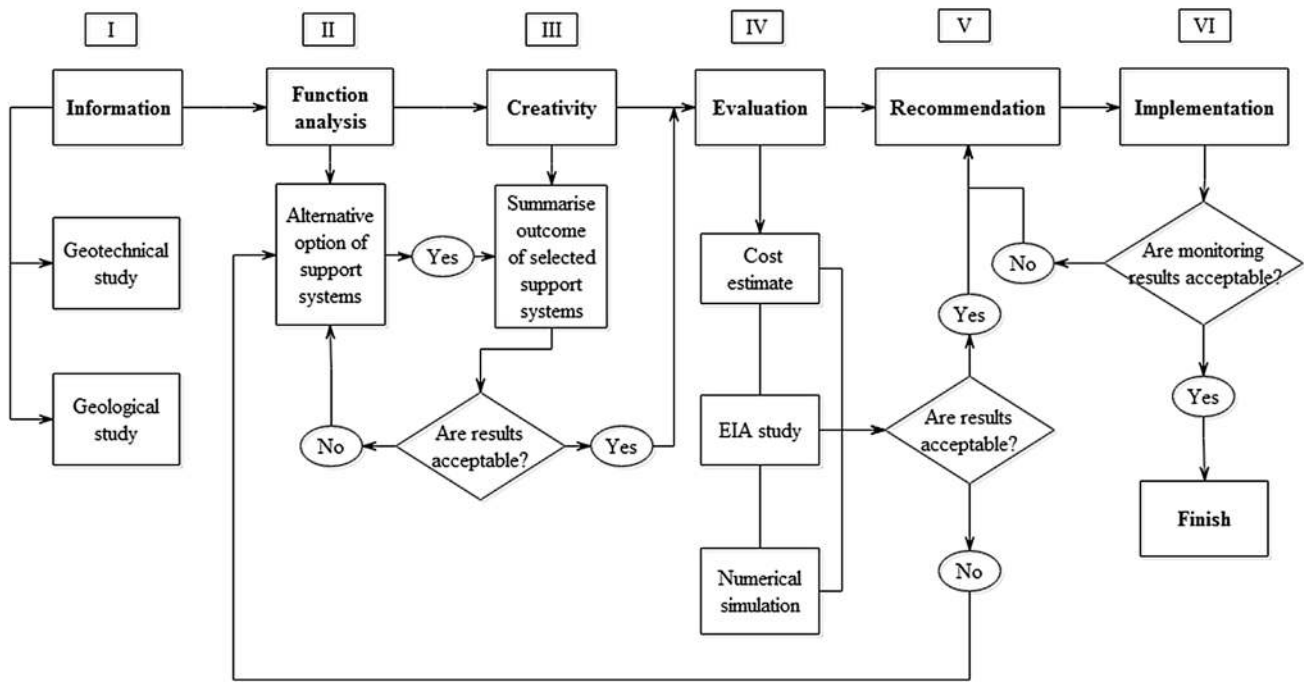 I
II
III
IV
V
VI
Information
Function
analysis
Creativity
Evaluation
Recommendation
Implementation
Geotechnical
study
Geological
study
Alternative
option of
support
systems
Yes
Summarise
outcome
of selected
support
systems
No
Are results
acceptable?
Yes
Cost
estimate
EIA study
Numerical
simulation
Yes
Are results
acceptable?
No
No
Are monitoring
results acceptable?
Yes
Finish